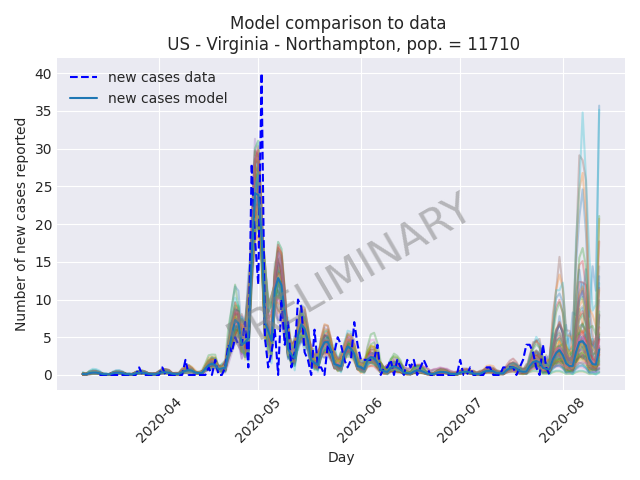 Model comparison to data
US - Virginia - Northampton, pop. = 11710
new cases data
new cases model
PRELIMINARY
Number of new cases reported
40
35
30
25
20
15
10
5
0
2020-04
2020-05
2020-06
2020-07
2020-08
Day